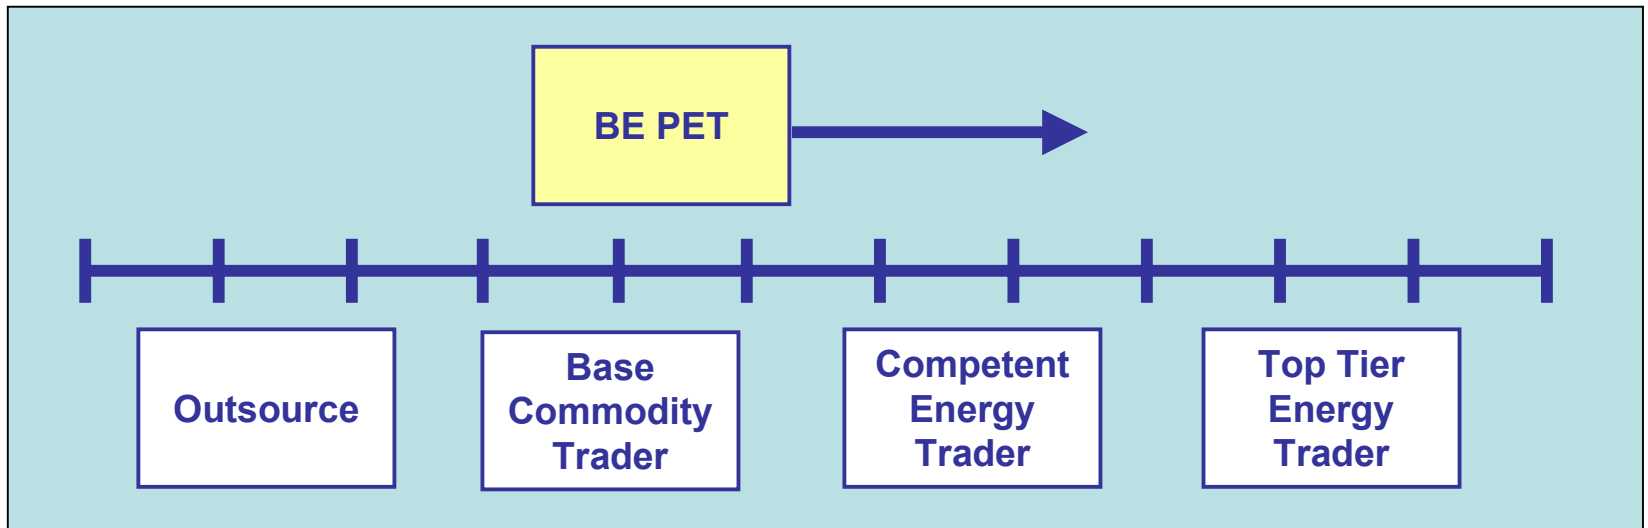 BE PET
Outsource
Base
Commodity
Trader
Competent
Energy
Trader
Top Tier
Energy
Trader